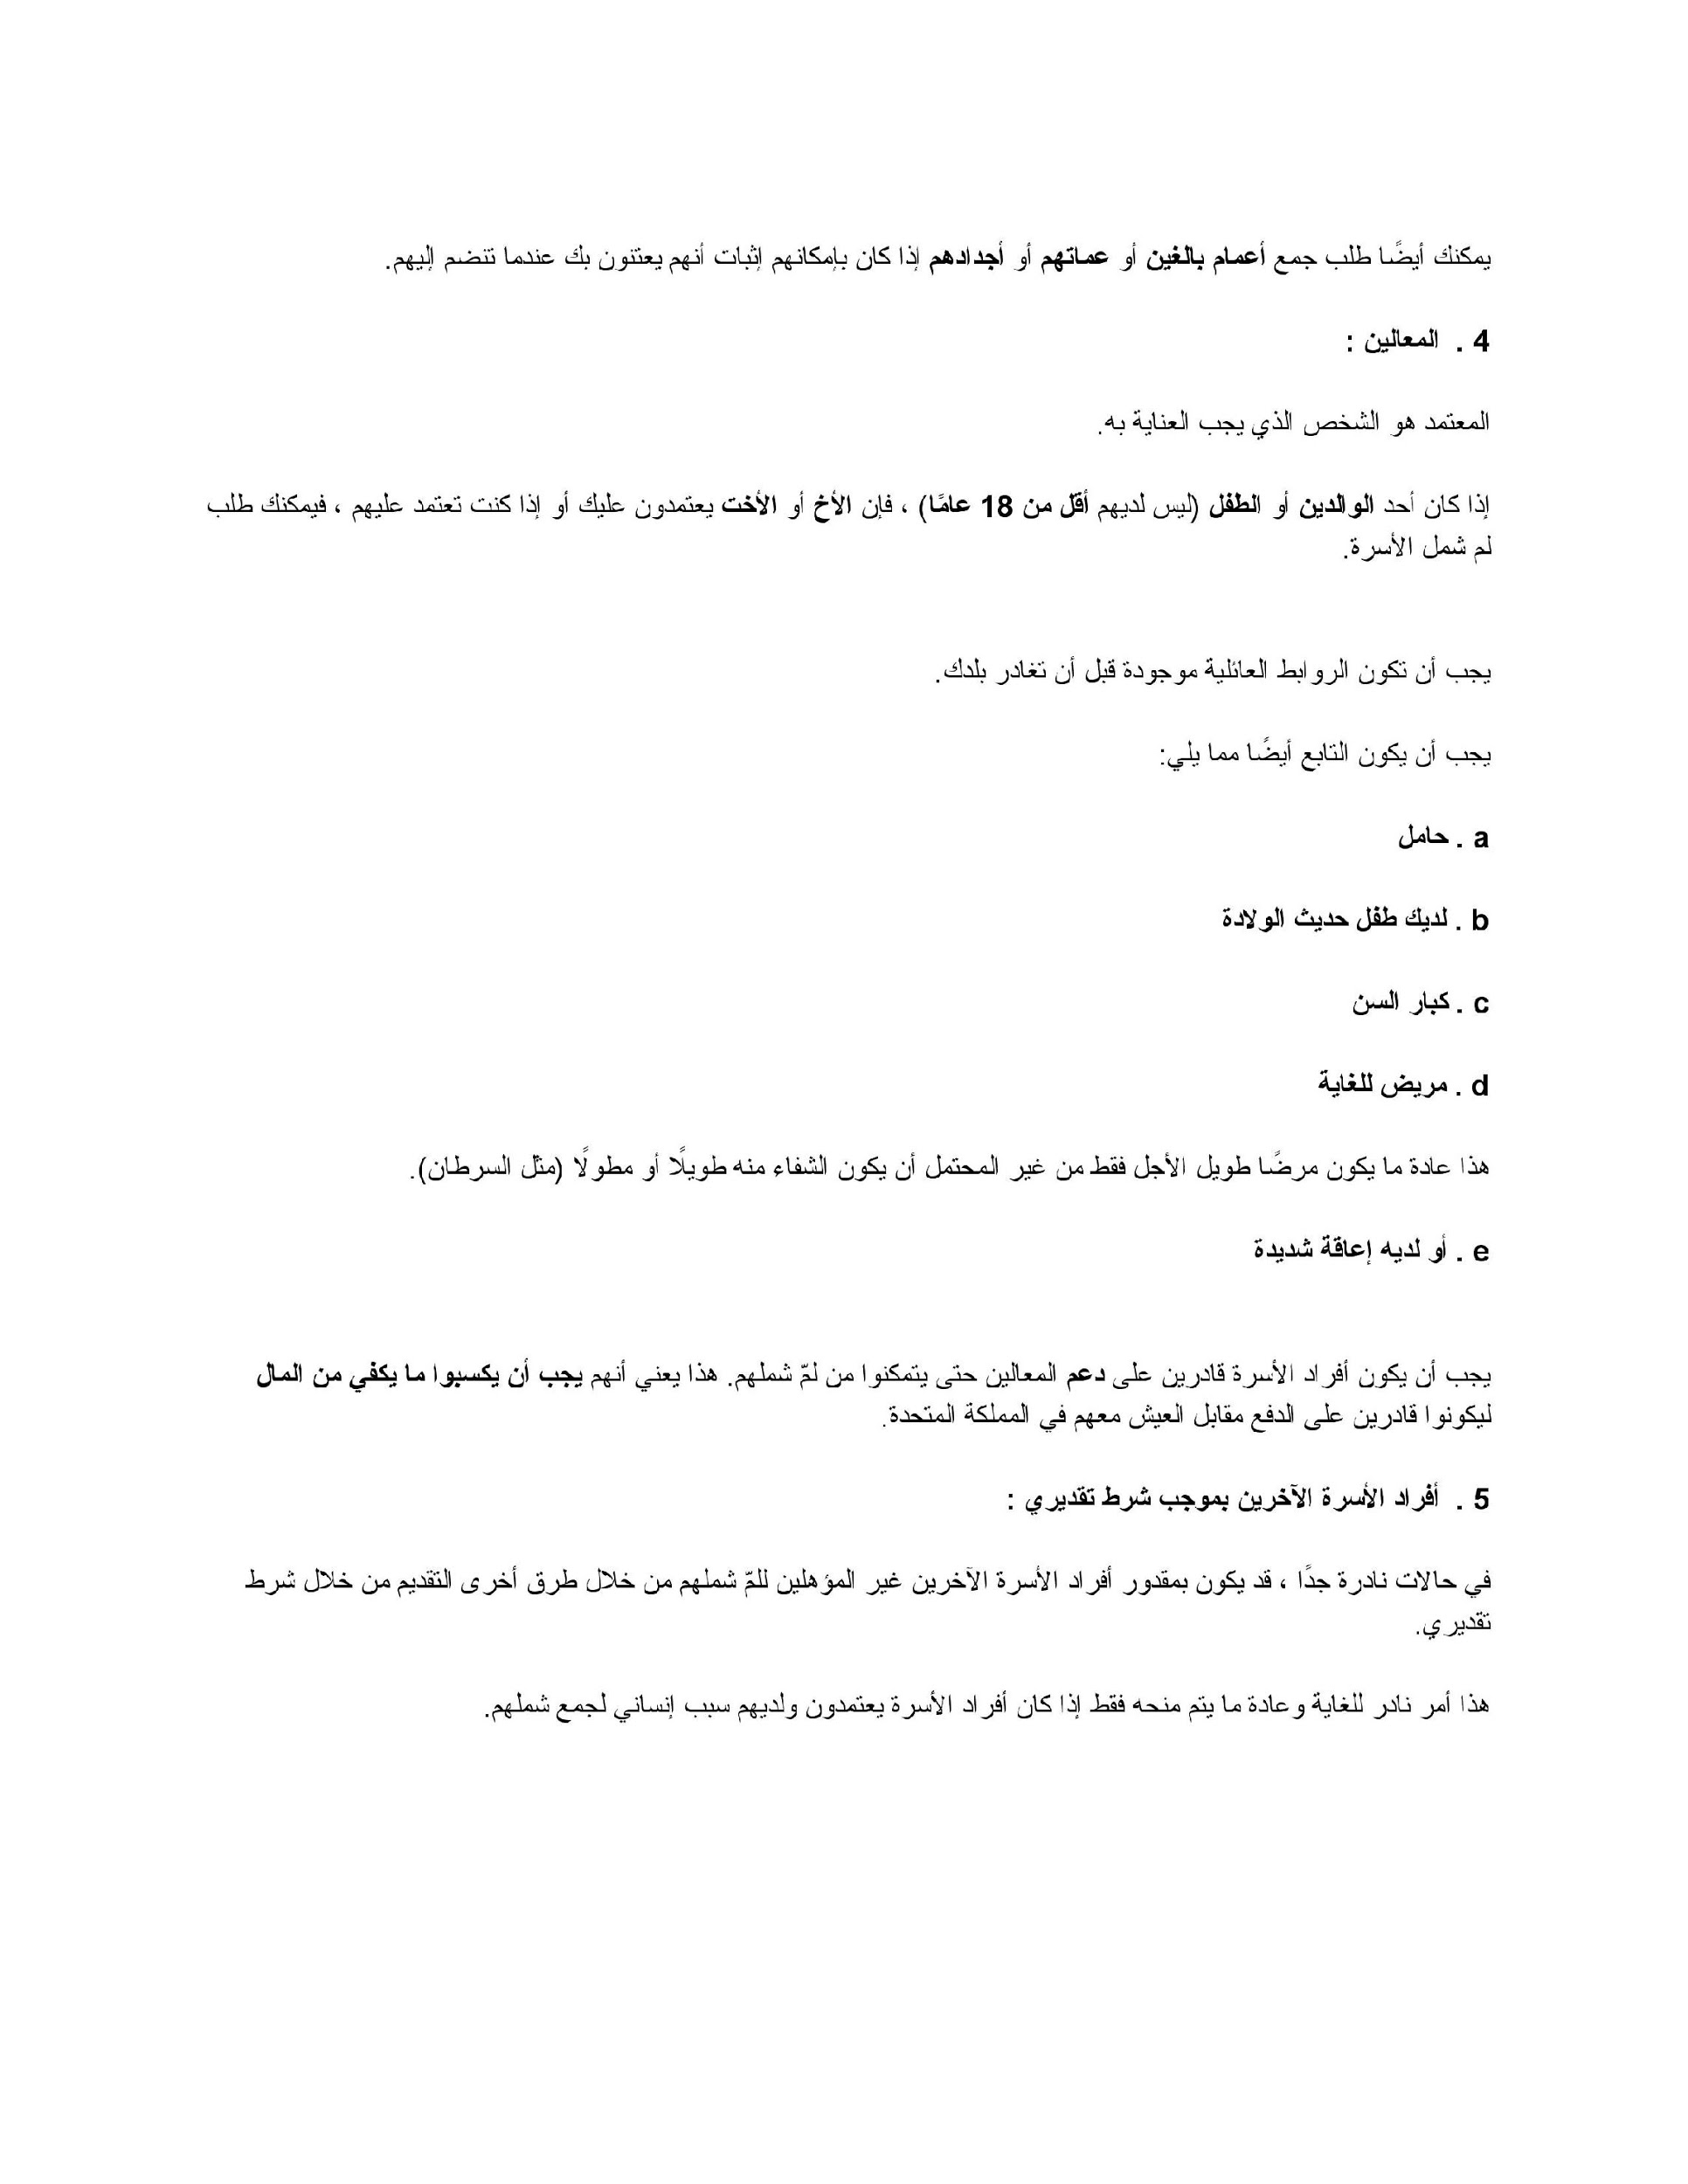 يمكنك أيضًا طلب جمع أعمام بالغين أو عماتهم أو أجدادهم إذا كان بإمكانهم إثبات أنهم يعتنون بك عندما تنضم إليهم.
4 . المعالين :
المعتمد هو الشخص الذي يجب العناية به.
إذا كان أحد الوالدين أو الطفل (ليس لديهم أقل من 18 عامًا) ، فإن الأخ أو الأخت يعتمدون عليك أو إذا كنت تعتمد عليهم ، فيمكنك طلب
لم شمل الأسرة.
يجب أن تكون الروابط العائلية موجودة قبل أن تغادر بلدك.
يجب أن يكون التابع أيضًا مما يلي:
a . حامل
b . لديك طفل حديث الولادة
c . كبار السن
d . مريض للغاية
هذا عادة ما يكون مرضًا طويل الأجل فقط من غير المحتمل أن يكون الشفاء منه طويلًا أو مطولًا (مثل السرطان).
e . أو لديه إعاقة شديدة
يجب أن يكون أفراد الأسرة قادرين على دعم المعالين حتى يتمكنوا من لمّ شملهم. هذا يعني أنهم يجب أن يكسبوا ما يكفي من المال
ليكونوا قادرين على الدفع مقابل العيش معهم في المملكة المتحدة.
5 . أفراد الأسرة الآخرين بموجب شرط تقديري :
في حالات نادرة جدًا ، قد يكون بمقدور أفراد الأسرة الآخرين غير المؤهلين للمّ شملهم من خلال طرق أخرى التقديم من خلال شرط
تقديري.
هذا أمر نادر للغاية وعادة ما يتم منحه فقط إذا كان أفراد الأسرة يعتمدون ولديهم سبب إنساني لجمع شملهم.